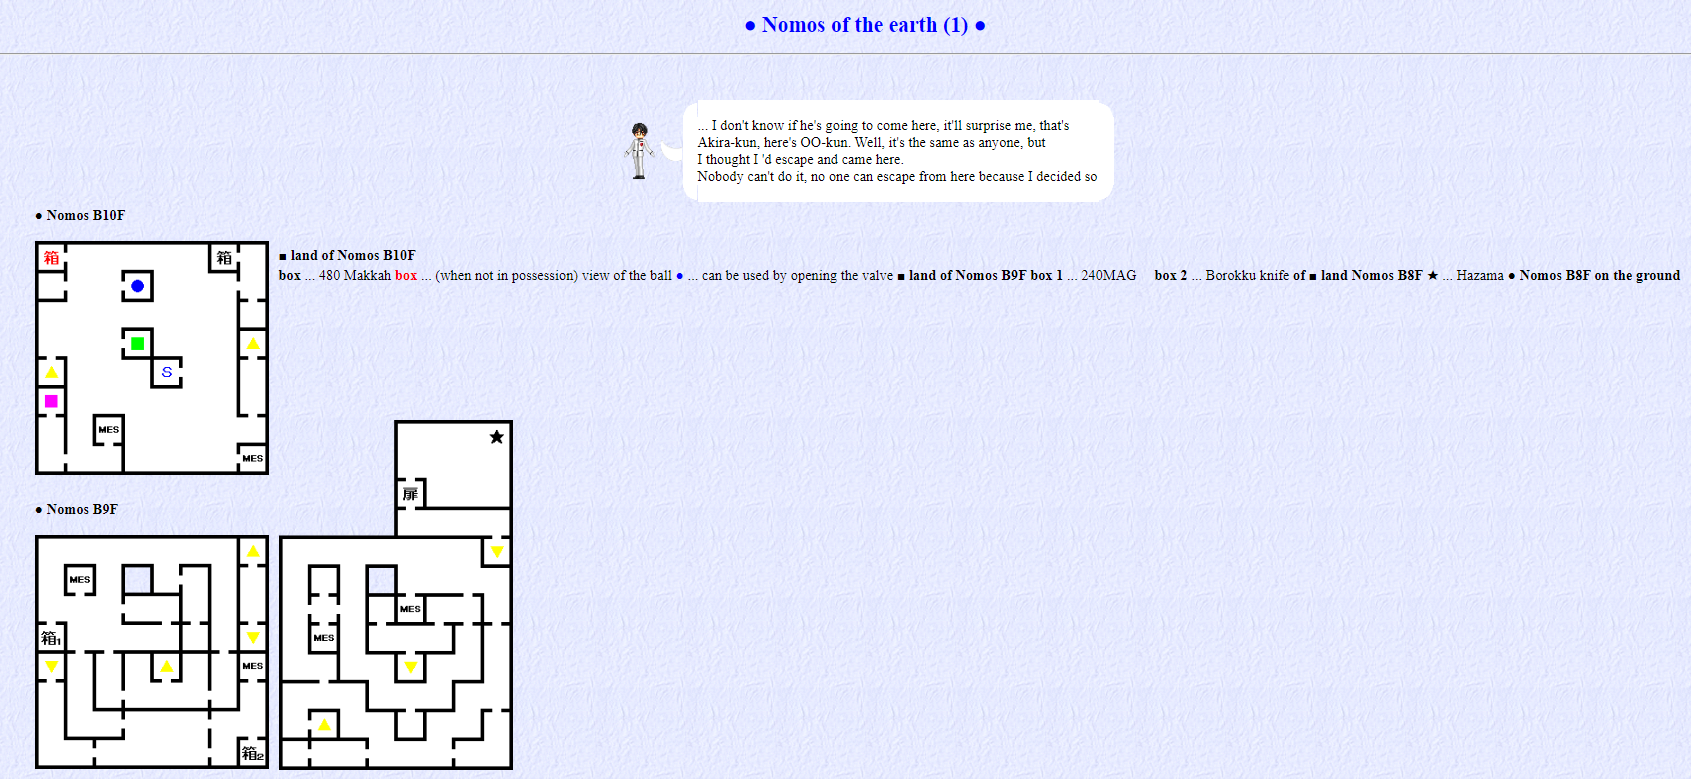 ● Nomos of the earth (1) ●
... I don't know if he's going to come here, it'll surprise me, that's
Akira-kun, here's OO-kun. Well, it's the same as anyone, but
I thought I 'd escape and came here.
Nobody can't do it, no one can escape from here because I decided so
● Nomos B10F
■ land of Nomos B10F
box ... 480 Makkah box ... (when not in possession) view of the ball ● ... can be used by opening the valve ■ land of Nomos B9F box 1 ... 240MAG box 2 ... Borokku knife of ■ land Nomos B8F ★ ... Hazama ● Nomos B8F on the ground
箱
箱
S
MES
MES
★
扉
● Nomos B9F
MES
箱1
MES
箱2
MES
MES